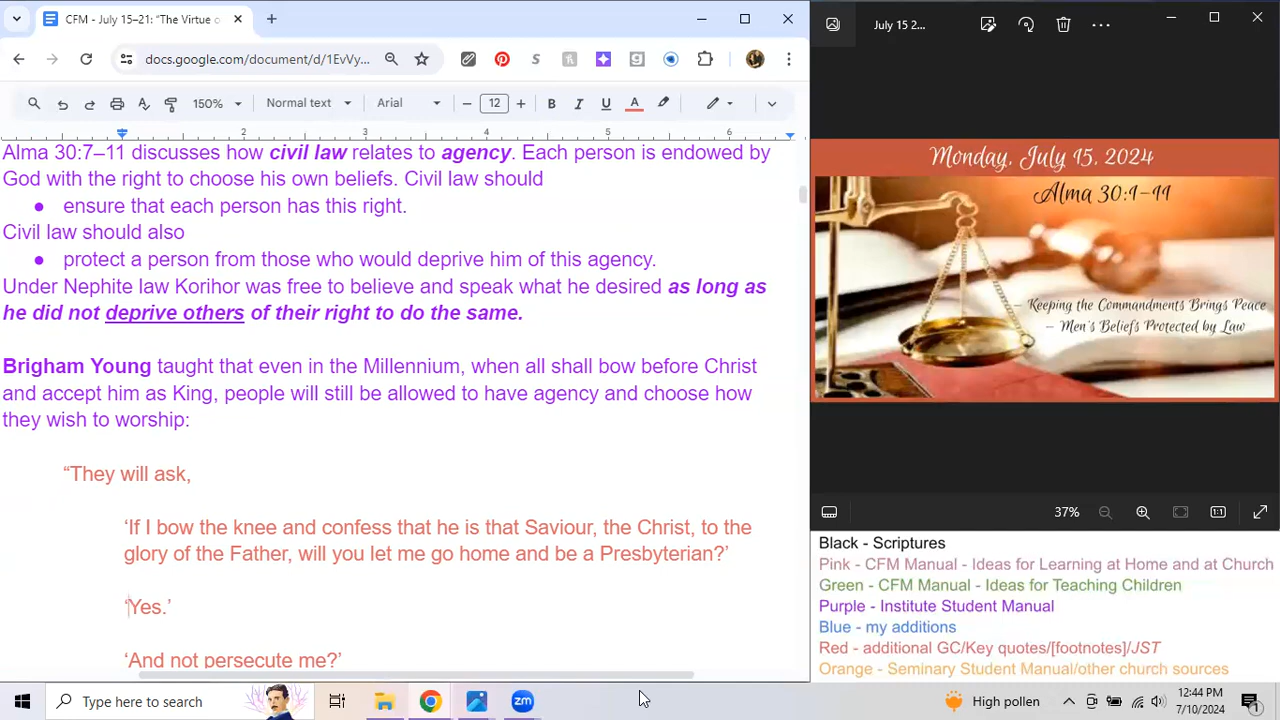 CFM - July 15–21: "The Virtue o
docs.google.com/document/d/1EvVy...
150%
Normal text
Arial
12
B
I
U
A
2
3
4
5
6
Alma 30:7–11 discusses how civil law relates to agency. Each person is endowed by
God with the right to choose his own beliefs. Civil law should
● ensure that each person has this right.
Civil law should also
● protect a person from those who would deprive him of this agency.
Under Nephite law Korihor was free to believe and speak what he desired as long as
he did not deprive others of their right to do the same.
Brigham Young taught that even in the Millennium, when all shall bow before Christ
and accept him as King, people will still be allowed to have agency and choose how
they wish to worship:
“They will ask,
‘If I bow the knee and confess that he is that Saviour, the Christ, to the
glory of the Father, will you let me go home and be a Presbyterian?’
‘Yes.’
‘And not persecute me?’
July 15 2...
Monday, July 15, 2024
Alma 30:1-11
– Keeping the Commandments Brings Peace
– Men's Beliefs Protected by Law
37%
1:1
Black - Scriptures
Pink - CFM Manual - Ideas for Learning at Home and at Church
Green - CFM Manual - Ideas for Teaching Children
Purple - Institute Student Manual
Blue - my additions
Red - additional GC/Key quotes/[footnotes]/JST
Orange - Seminary Student Manual/other church sources
Type here to search
zm
High pollen
12:44 PM
7/10/2024
1